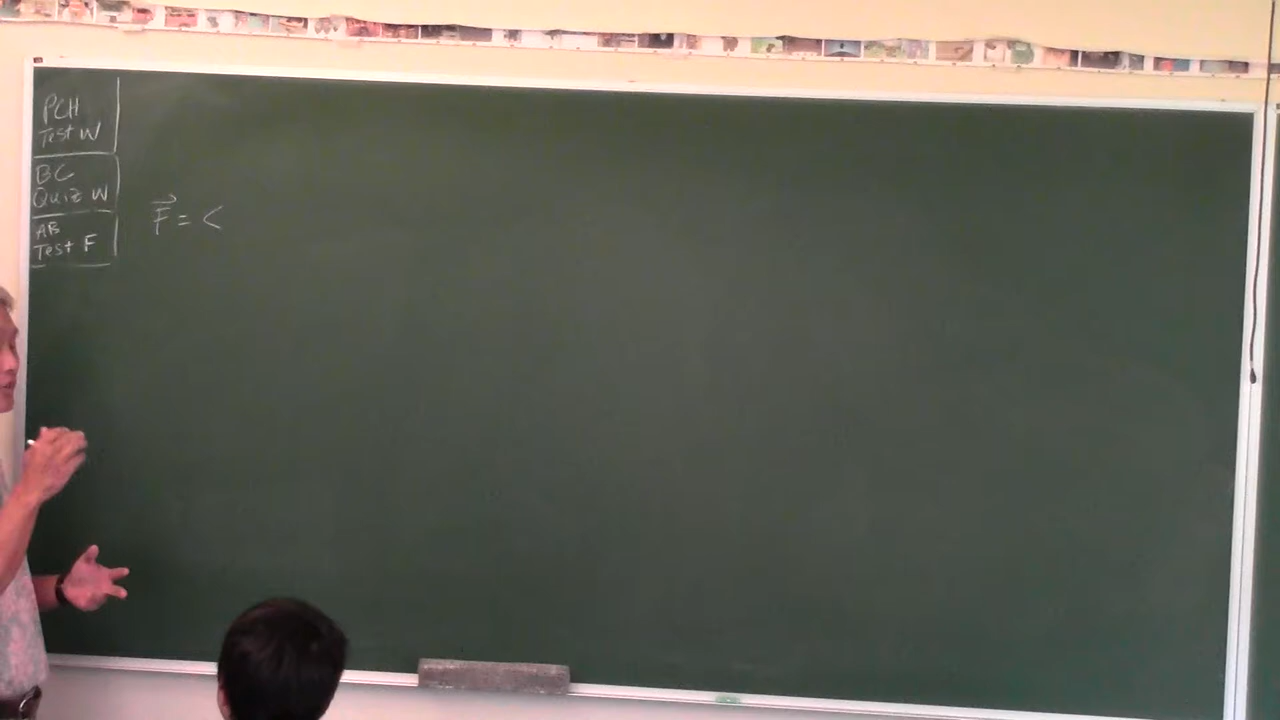 PCH
Test W
BC
Quiz W
AB
Test F
F⃗ = <